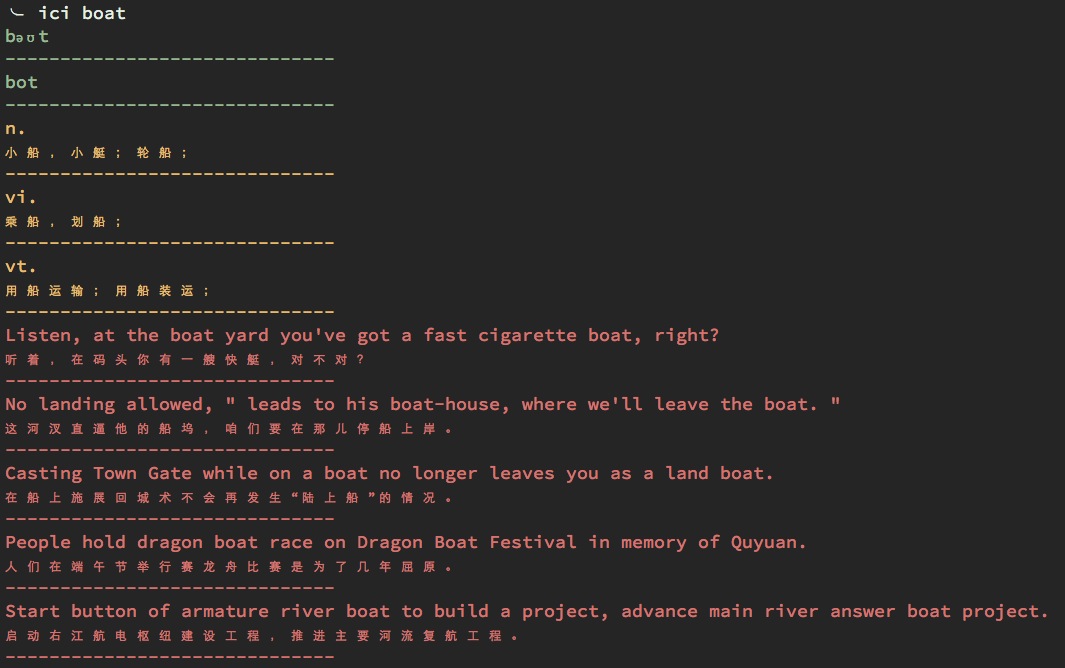 ici boat
bəʊt
------------------------------
bot
------------------------------
n.
小船，小艇；轮船；
------------------------------
vi.
乘船，划船；
------------------------------
vt.
用船运输；用船装运；
------------------------------
Listen, at the boat yard you've got a fast cigarette boat, right?
听着，在码头你有一艘快艇，对不对？
------------------------------
No landing allowed, " leads to his boat-house, where we'll leave the boat. "
这河汊直逼他的船坞，咱们要在那儿停船上岸。
------------------------------
Casting Town Gate while on a boat no longer leaves you as a land boat.
在船上施展回城术不会再发生“陆上船”的情况。
------------------------------
People hold dragon boat race on Dragon Boat Festival in memory of Quyuan.
人们在端午节举行赛龙舟比赛是为了几年屈原。
------------------------------
Start button of armature river boat to build a project, advance main river answer boat project.
启动右江航电枢纽建设工程，推进主要河流复航工程。
------------------------------